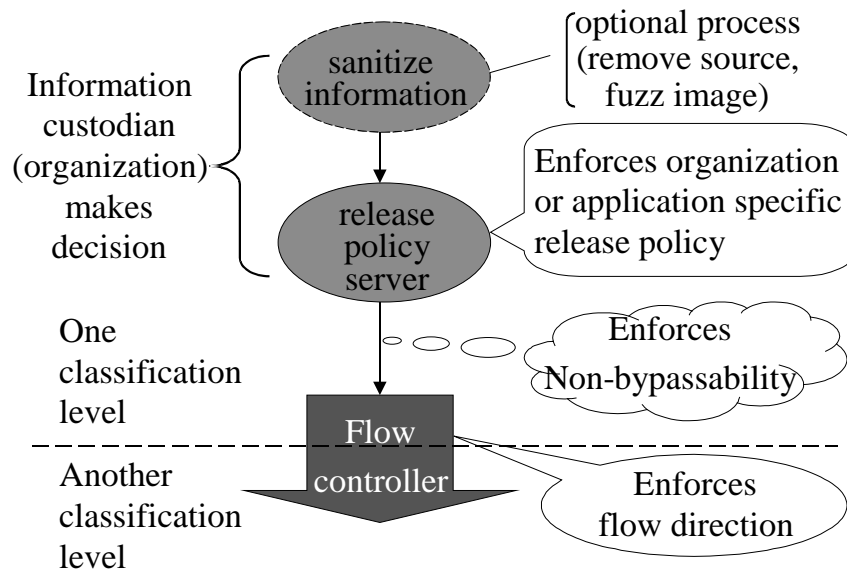 sanitize
information
optional process
(remove source,
fuzz image)
Information
custodian
(organization)
makes
decision
Enforces organization
or application specific
release policy
release
policy
server
One
classification
level
Enforces
Non-bypassability
Flow
controller
Another
classification
level
Enforces
flow direction